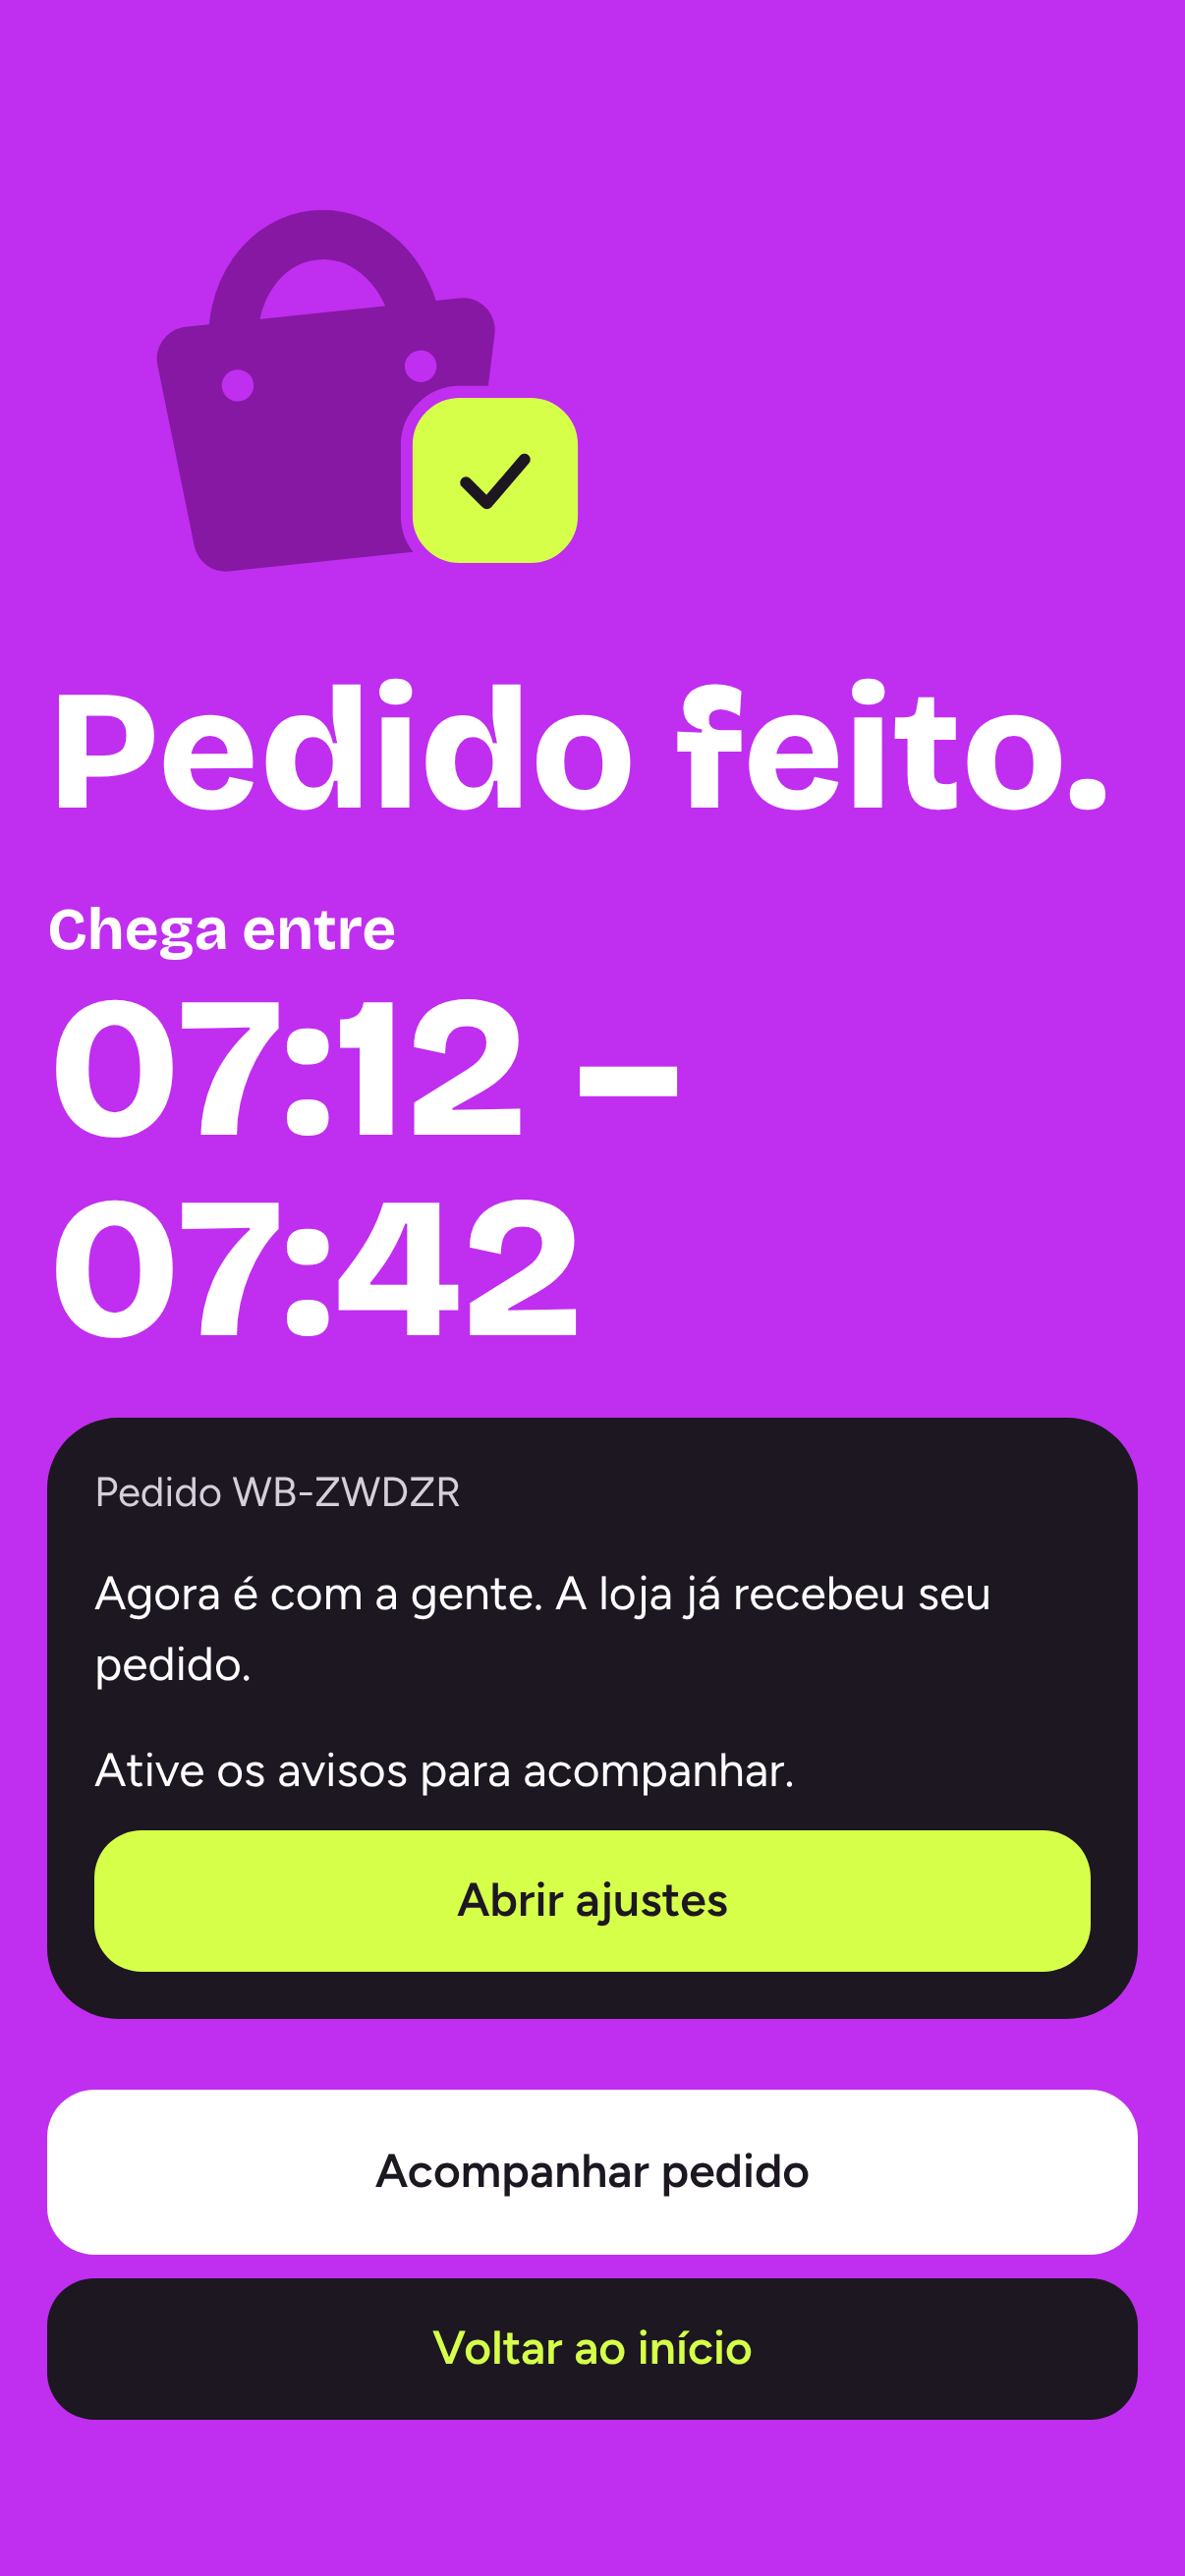 Pedido feito.
Chega entre
07:12 –
07:42
Pedido WB-ZWDZR
Agora é com a gente. A loja já recebeu seu
pedido.
Ative os avisos para acompanhar.
Abrir ajustes
Acompanhar pedido
Voltar ao início